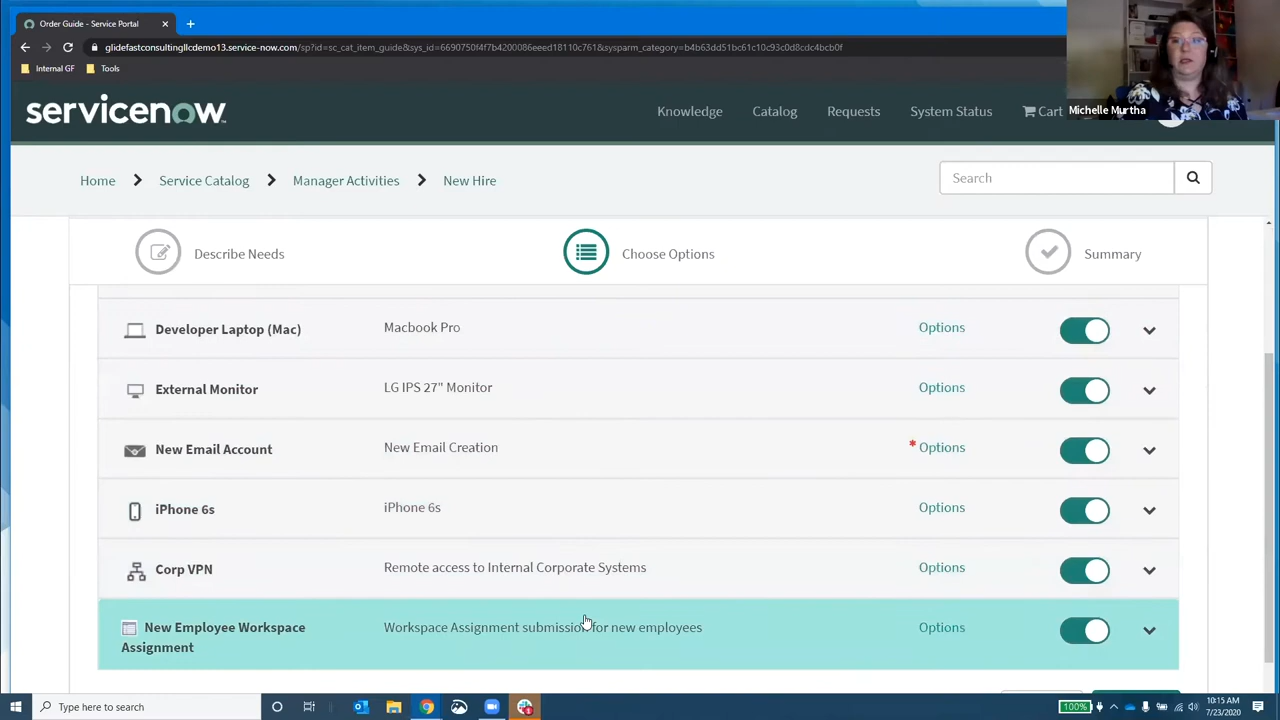 Order Guide - Service Portal
glidefastconsultingllcdemo13.service-now.com/sp?id=sc_cat_item_guide&sys_id=6690750f4f7b4200086eeed18110c761&sysparm_category=b4b63dd51bc61c10c93c0d8cdc4bcb0f
Internal GF
Tools
Michelle Murtha
servicenow
Knowledge
Catalog
Requests
System Status
Cart
Home
Service Catalog
Manager Activities
New Hire
Search
Describe Needs
Choose Options
Summary
Developer Laptop (Mac)
Macbook Pro
Options
External Monitor
LG IPS 27" Monitor
Options
New Email Account
New Email Creation
* Options
iPhone 6s
iPhone 6s
Options
Corp VPN
Remote access to Internal Corporate Systems
Options
New Employee Workspace
Assignment
Workspace Assignment submission for new employees
Options
Type here to search
100%
10:15 AM
7/23/2020